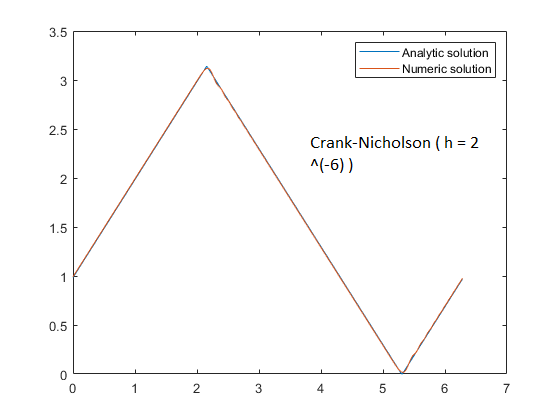 3.5
Analytic solution
Numeric solution
3
2.5
Crank-Nicholson ( h = 2
^(-6) )
2
1.5
1
0.5
0
0 1 2 3 4 5 6 7